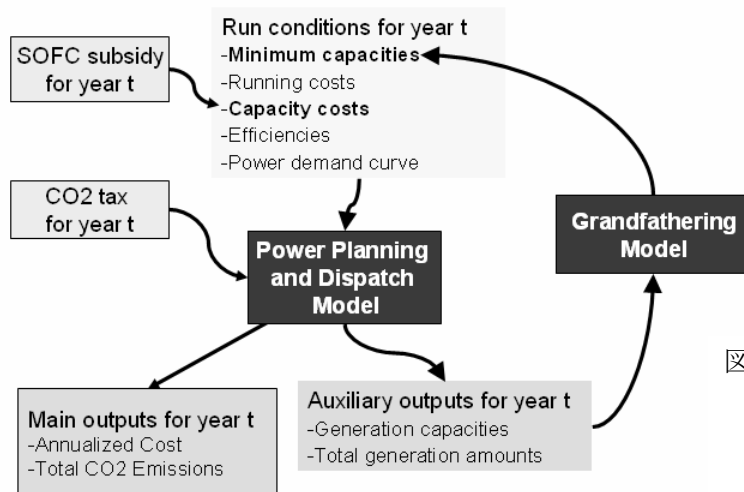 SOFC subsidy
for year t
Run conditions for year t
-Minimum capacities
-Running costs
-Capacity costs
-Efficiencies
-Power demand curve
CO2 tax
for year t
Power Planning
and Dispatch
Model
Grandfathering
Model
Main outputs for year t
-Annualized Cost
-Total CO2 Emissions
Auxiliary outputs for year t
-Generation capacities
-Total generation amounts
図